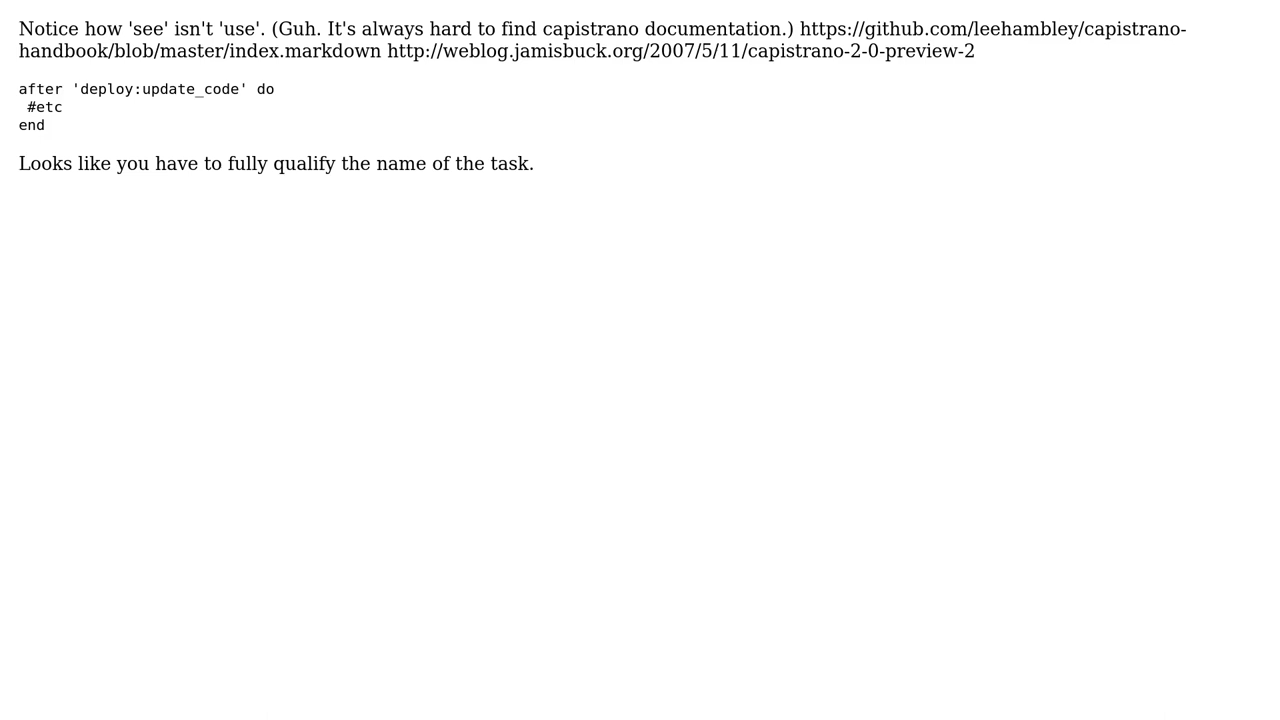 Notice how 'see' isn't 'use'. (Guh. It's always hard to find capistrano documentation.) https://github.com/leehambley/capistrano-
handbook/blob/master/index.markdown http://weblog.jamisbuck.org/2007/5/11/capistrano-2-0-preview-2
after 'deploy:update_code' do
 #etc
end
Looks like you have to fully qualify the name of the task.